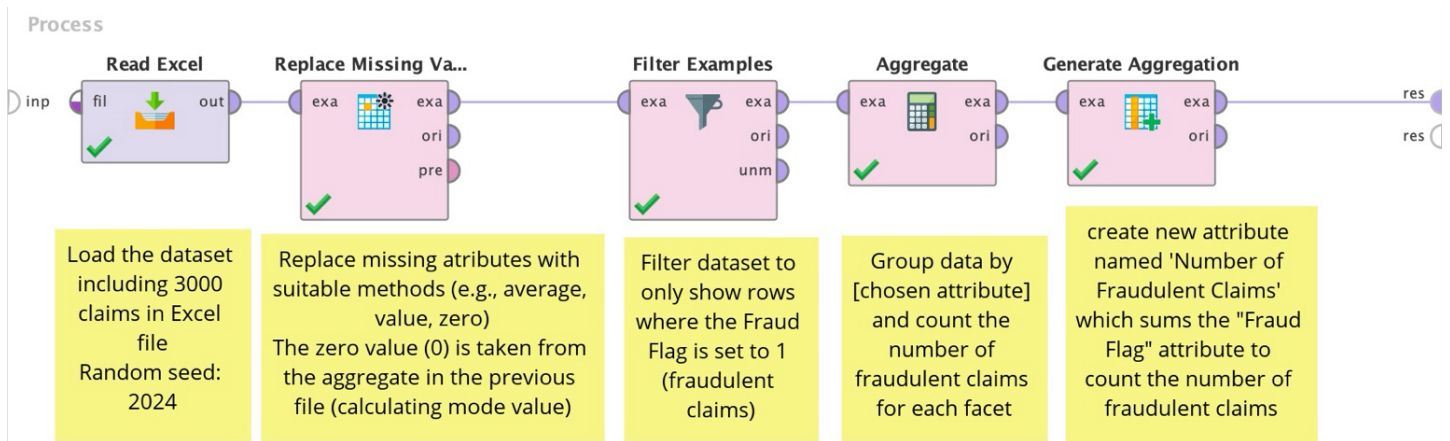 Process
Read Excel
Replace Missing Va...
Filter Examples
Aggregate
Generate Aggregation
inp
fil
out
exa
exa
ori
pre
exa
exa
ori
unm
exa
exa
ori
exa
exa
ori
res
res
Load the dataset
including 3000
claims in Excel
file
Random seed:
2024
Replace missing atributes with
suitable methods (e.g., average,
value, zero)
The zero value (0) is taken from
the aggregate in the previous
file (calculating mode value)
Filter dataset to
only show rows
where the Fraud
Flag is set to 1
(fraudulent
claims)
Group data by
[chosen attribute]
and count the
number of
fraudulent claims
for each facet
create new attribute
named 'Number of
Fraudulent Claims'
which sums the "Fraud
Flag" attribute to
count the number of
fraudulent claims